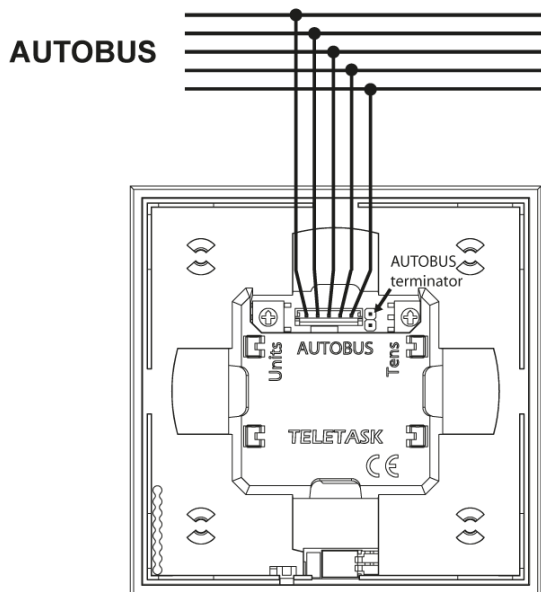 AUTOBUS
AUTOBUS
terminator
Units
AUTOBUS
Tens
TELETASK
CE